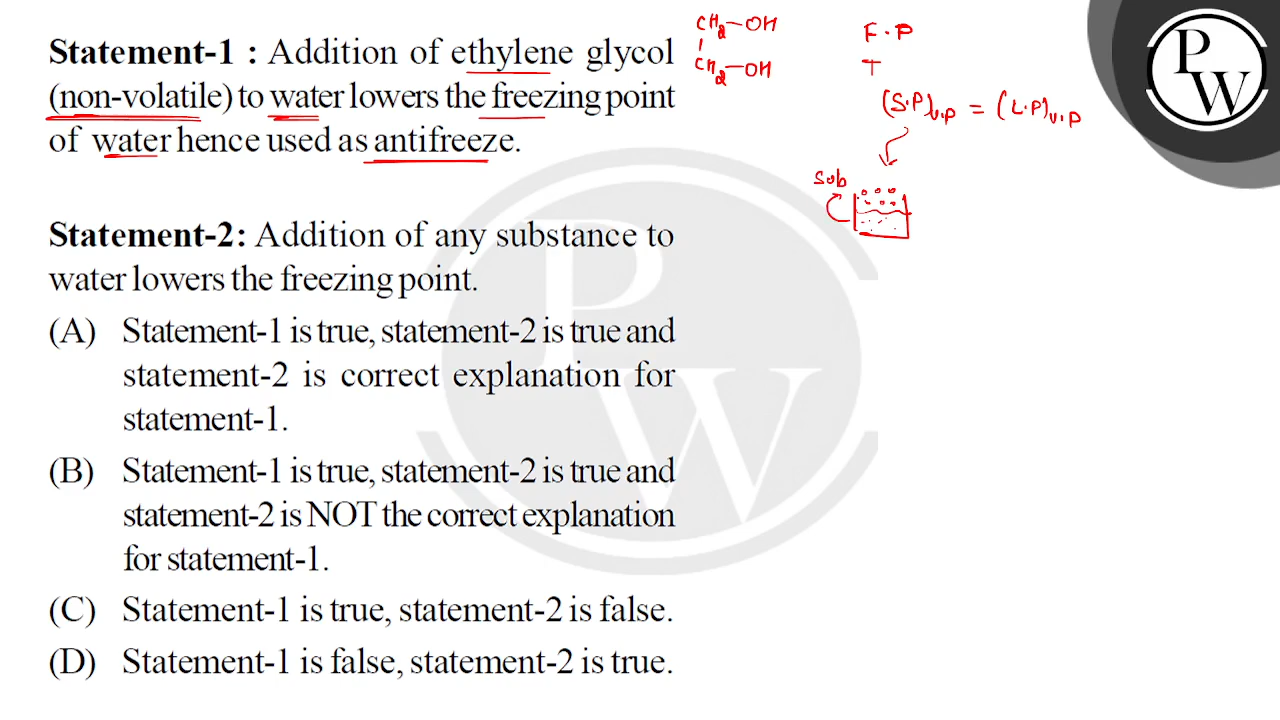 Statement-1 : Addition of ethylene glycol
(non-volatile) to water lowers the freezing point
of water hence used as antifreeze.
Statement-2: Addition of any substance to
water lowers the freezing point.
(A) Statement-1 is true, statement-2 is true and
statement-2 is correct explanation for
statement-1.
(B) Statement-1 is true, statement-2 is true and
statement-2 is NOT the correct explanation
for statement-1.
(C) Statement-1 is true, statement-2 is false.
(D) Statement-1 is false, statement-2 is true.
CH2-OH
CH2-OH
F.P
T
(S.P)v.p = (L.P)v.p
Sub
PW
PW